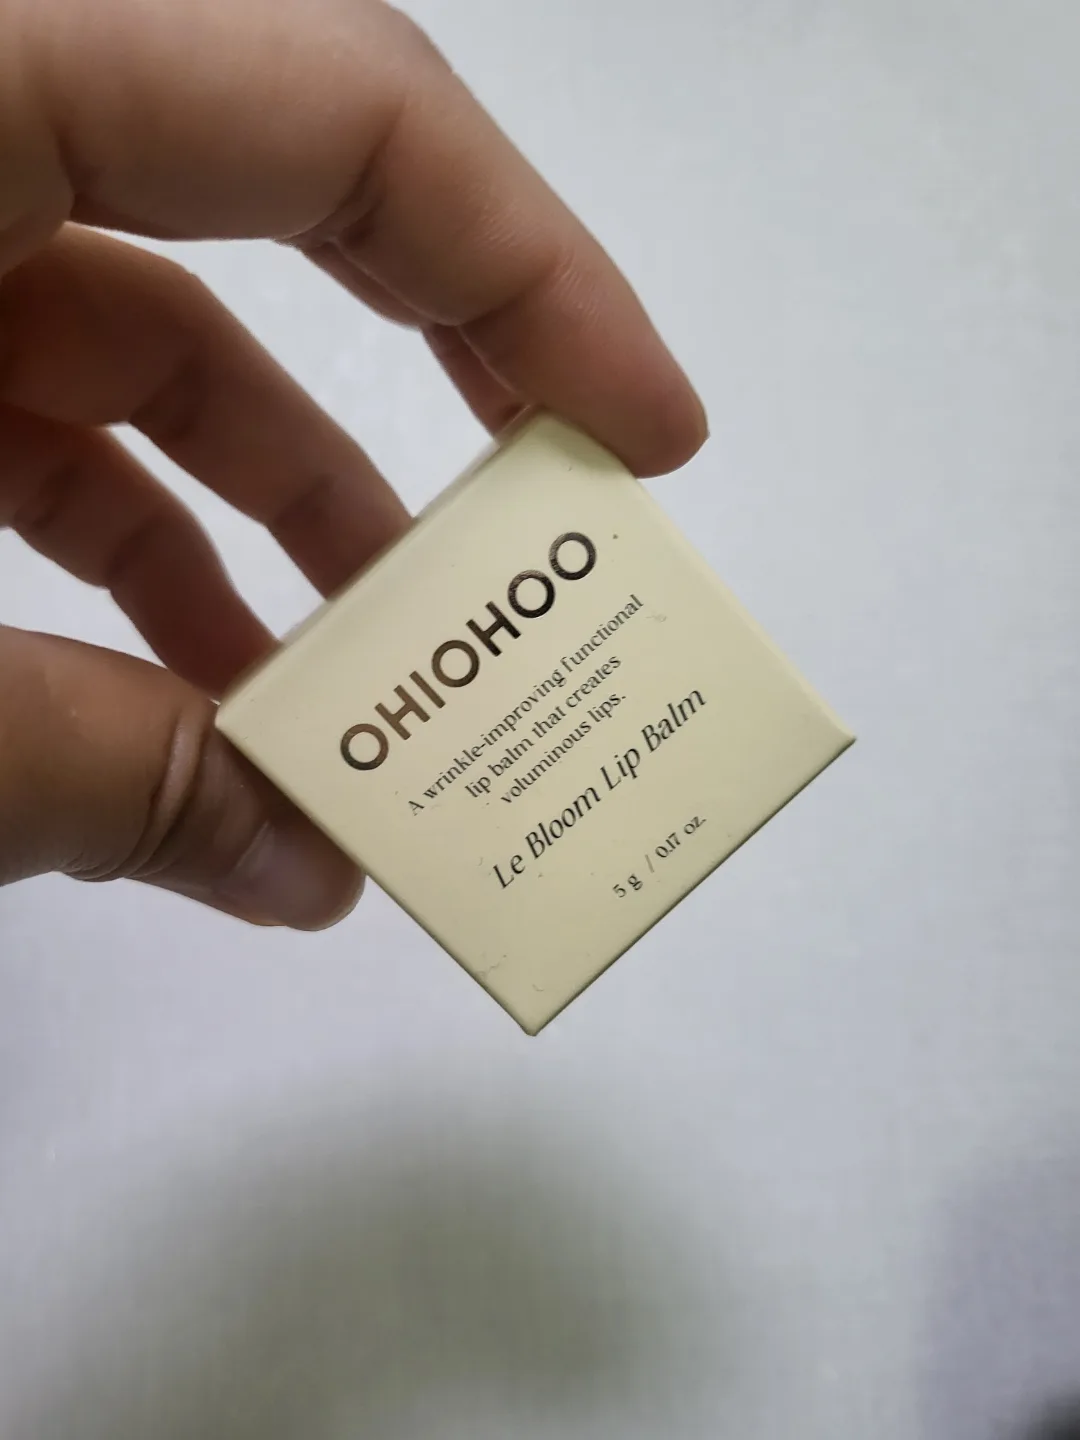 OHIOHOO
A wrinkle-improving functional
lip balm that creates
voluminous lips.
Le Bloom Lip Balm
5 g / 0.17 oz.